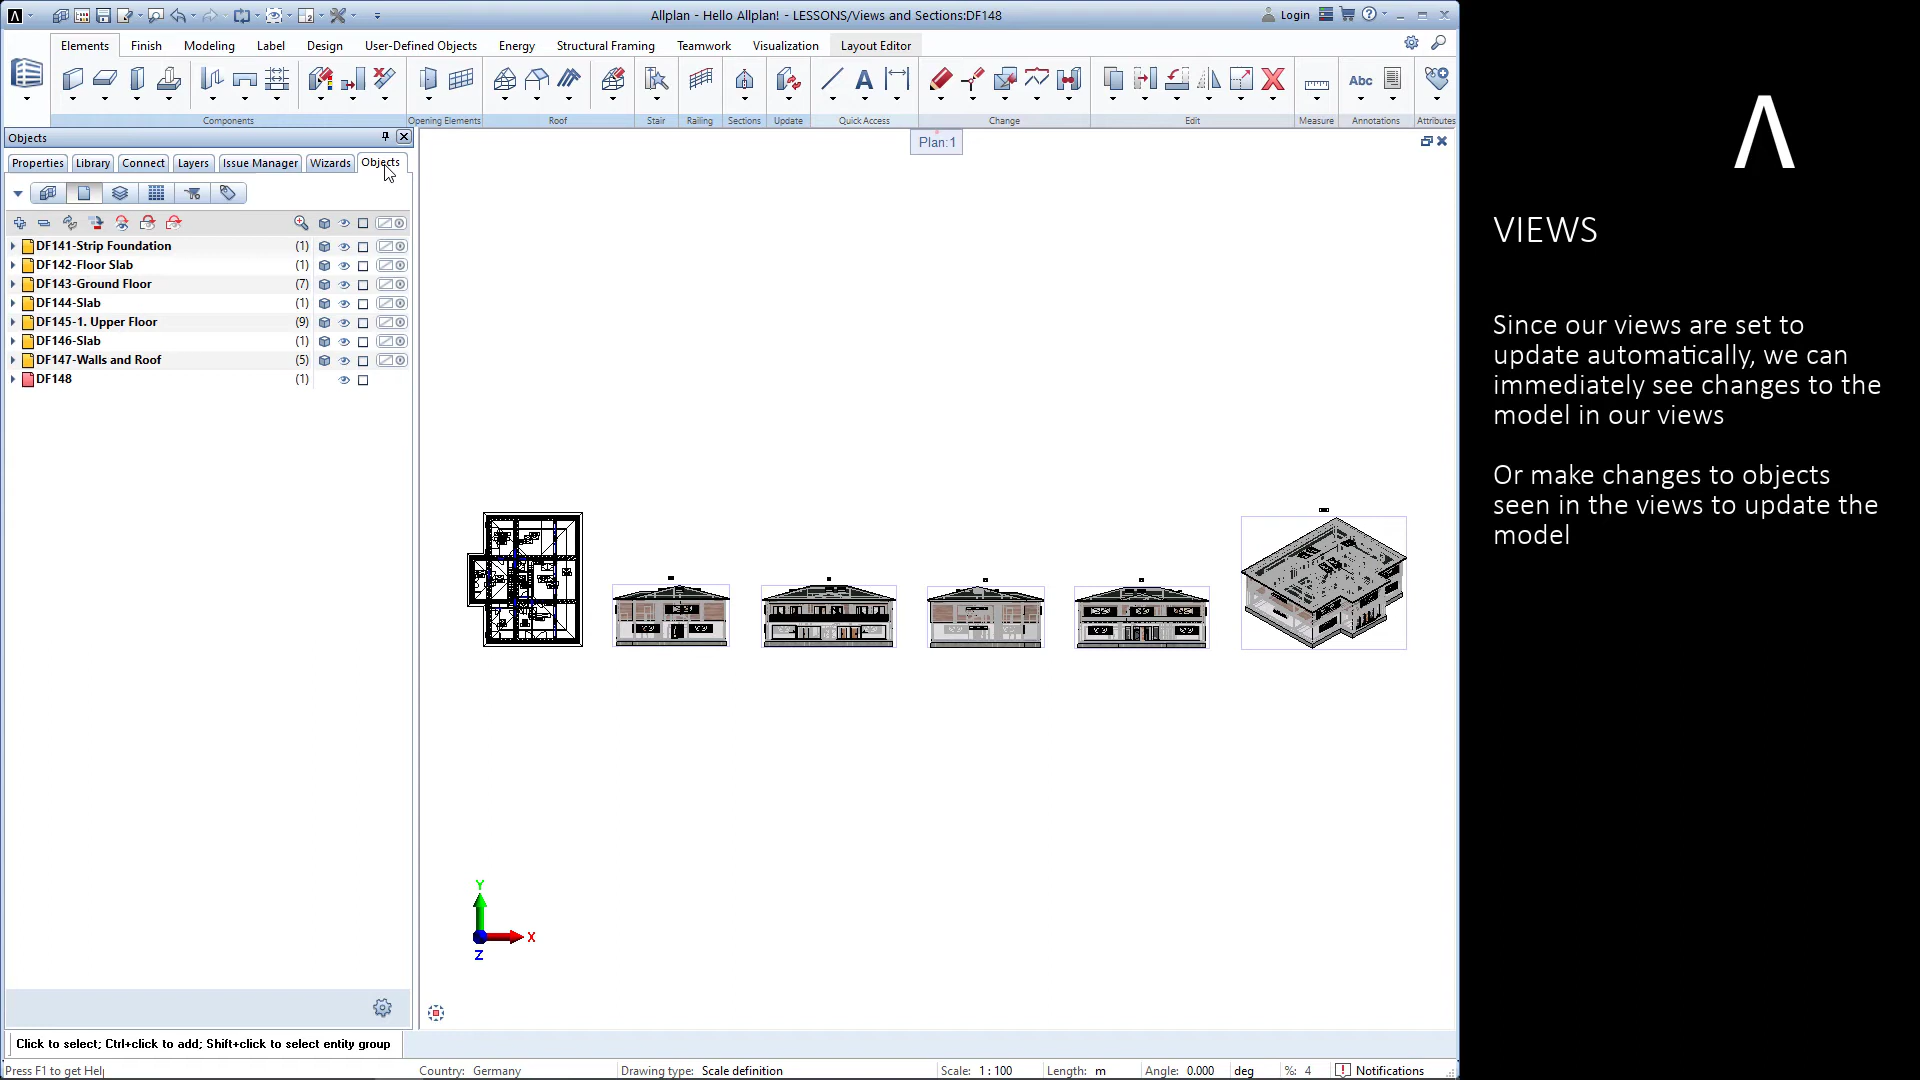 Allplan - Hello Allplan! - LESSONS/Views and Sections:DF148
Login
Elements Finish Modeling Label Design User-Defined Objects Energy Structural Framing Teamwork Visualization Layout Editor
Abc
Components Opening Elements Roof Stair Railing Sections Update Quick Access Change Edit Measure Annotations Attributes
Objects
Properties Library Connect Layers Issue Manager Wizards Objects
Plan:1
DF141-Strip Foundation (1)
DF142-Floor Slab (1)
DF143-Ground Floor (7)
DF144-Slab (1)
DF145-1. Upper Floor (9)
DF146-Slab (1)
DF147-Walls and Roof (5)
DF148 (1)
Y
X
Z
Click to select; Ctrl+click to add; Shift+click to select entity group
Press F1 to get Hel
Country: Germany
Drawing type: Scale definition
Scale: 1 : 100
Length: m
Angle: 0.000 deg
%: 4
Notifications
VIEWS
Since our views are set to
update automatically, we can
immediately see changes to the
model in our views
Or make changes to objects
seen in the views to update the
model